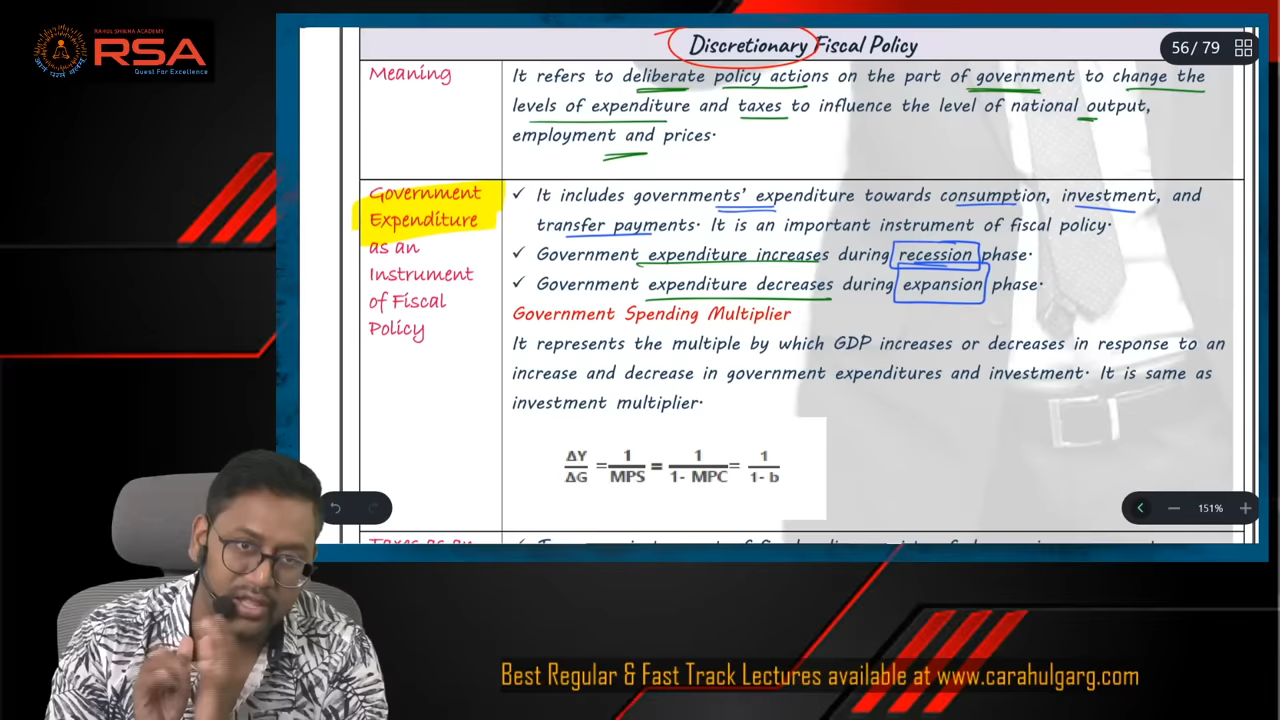 RAHUL SHIKHA ACADEMY
RSA
Quest For Excellence
Discretionary Fiscal Policy
56 / 79
Meaning
It refers to deliberate policy actions on the part of government to change the
levels of expenditure and taxes to influence the level of national output,
employment and prices.
Government
Expenditure
as an
Instrument
of Fiscal
Policy
✓ It includes governments' expenditure towards consumption, investment, and
transfer payments. It is an important instrument of fiscal policy.
✓ Government expenditure increases during recession phase.
✓ Government expenditure decreases during expansion phase.
Government Spending Multiplier
It represents the multiple by which GDP increases or decreases in response to an
increase and decrease in government expenditures and investment. It is same as
investment multiplier.
ΔY/ΔG = 1/MPS = 1/1- MPC = 1/1- b
151%
Best Regular & Fast Track Lectures available at www.carahulgarg.com